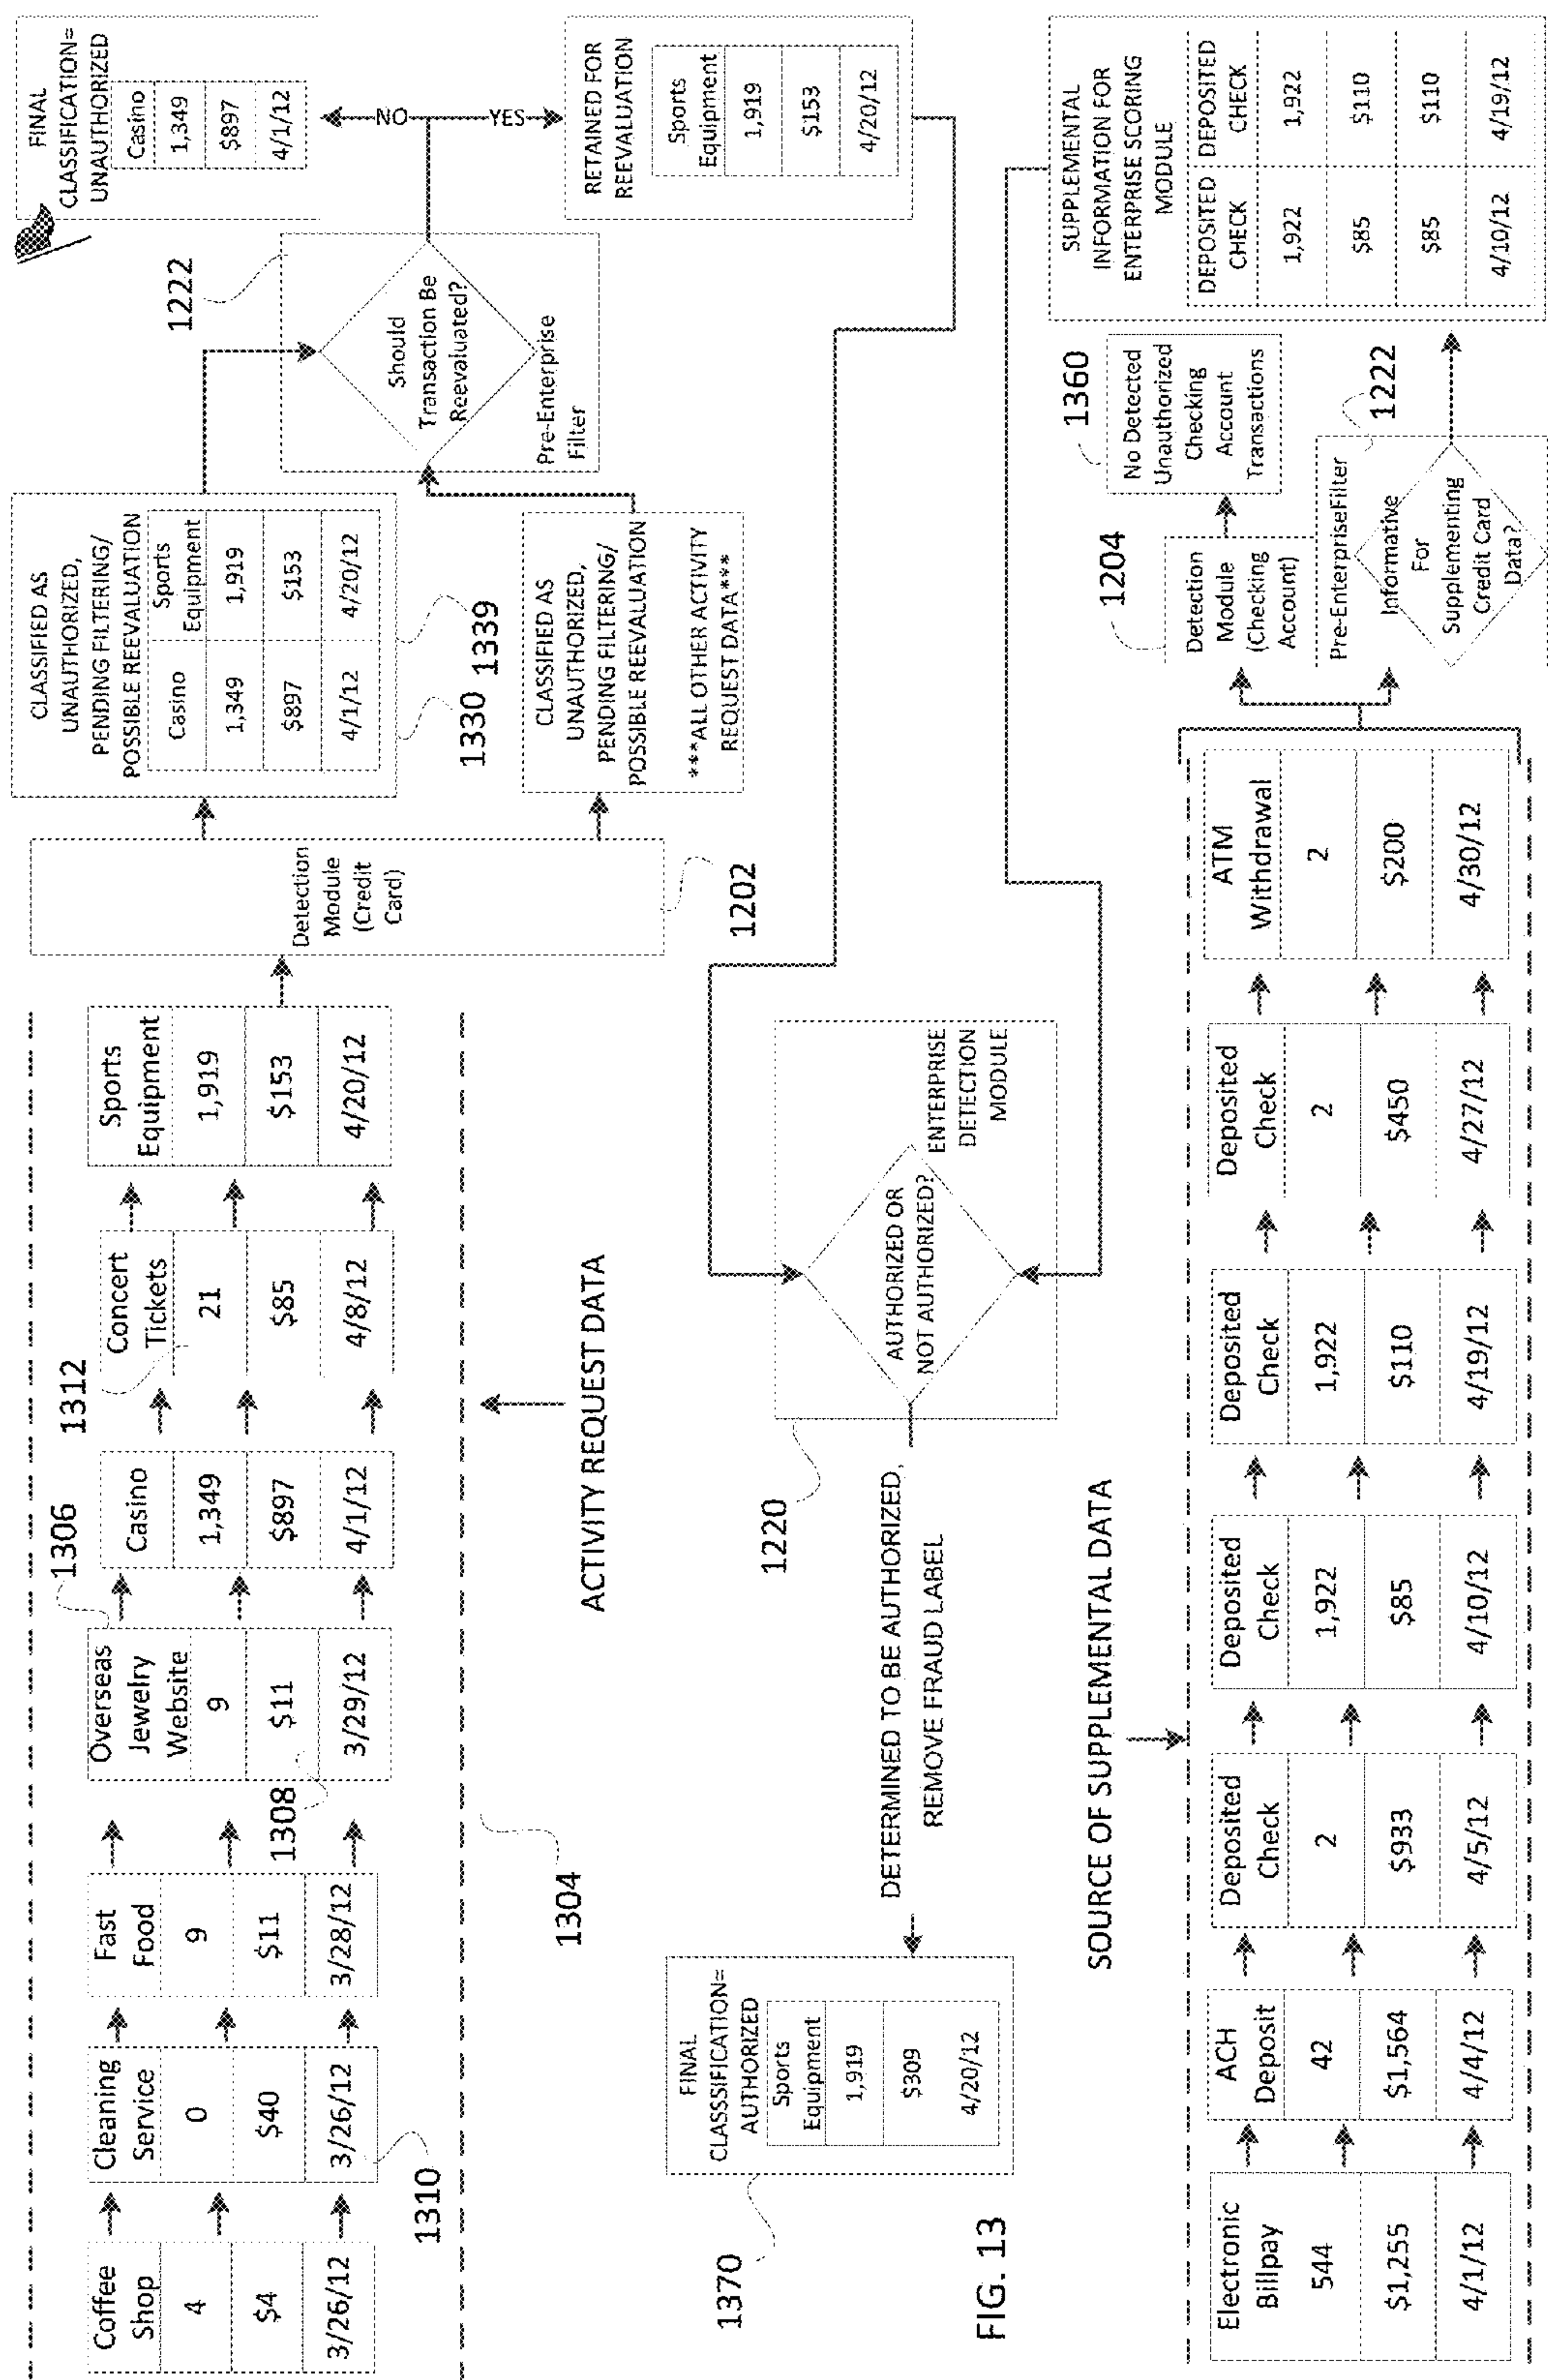 Coffee
Shop
4
$4
3/26/12
Cleaning
Service
0
$40
3/26/12
1310
Fast
Food
9
$11
3/28/12
Overseas
Jewelry
Website
9
$11
3/29/12
1306
1308
Casino
1,349
$897
4/1/12
Concert
Tickets
21
$85
4/8/12
1312
Sports
Equipment
1,919
$153
4/20/12
1304
ACTIVITY REQUEST DATA
Detection
Module
(Credit
Card)
1202
CLASSIFIED AS
UNAUTHORIZED,
PENDING FILTERING/
POSSIBLE REEVALUATION
Casino
1,349
$897
4/1/12
Sports
Equipment
1,919
$153
4/20/12
1330
1339
CLASSIFIED AS
UNAUTHORIZED,
PENDING FILTERING/
POSSIBLE REEVALUATION
***ALL OTHER ACTIVITY
REQUEST DATA***
1222
Should
Transaction Be
Reevaluated?
Pre-Enterprise
Filter
NO
YES
FINAL
CLASSIFICATION=
UNAUTHORIZED
Casino
1,349
$897
4/1/12
RETAINED FOR
REEVALUATION
Sports
Equipment
1,919
$153
4/20/12
1370
FINAL
CLASSSIFICATION=
AUTHORIZED
Sports
Equipment
1,919
$309
4/20/12
DETERMINED TO BE AUTHORIZED,
REMOVE FRAUD LABEL
1220
AUTHORIZED OR
NOT AUTHORIZED?
ENTERPRISE
DETECTION
MODULE
FIG. 13
SOURCE OF SUPPLEMENTAL DATA
Electronic
Billpay
544
$1,255
4/1/12
ACH
Deposit
42
$1,564
4/4/12
Deposited
Check
2
$933
4/5/12
Deposited
Check
1,922
$85
4/10/12
Deposited
Check
1,922
$110
4/19/12
Deposited
Check
2
$450
4/27/12
ATM
Withdrawal
2
$200
4/30/12
1204
Detection
Module
(Checking
Account)
1360
No Detected
Unauthorized
Checking
Account
Transactions
Pre-EnterpriseFilter
1222
Informative
For
Supplementing
Credit Card
Data?
SUPPLEMENTAL
INFORMATION FOR
ENTERPRISE SCORING
MODULE
DEPOSITED
CHECK
1,922
$85
$85
4/10/12
DEPOSITED
CHECK
1,922
$110
$110
4/19/12